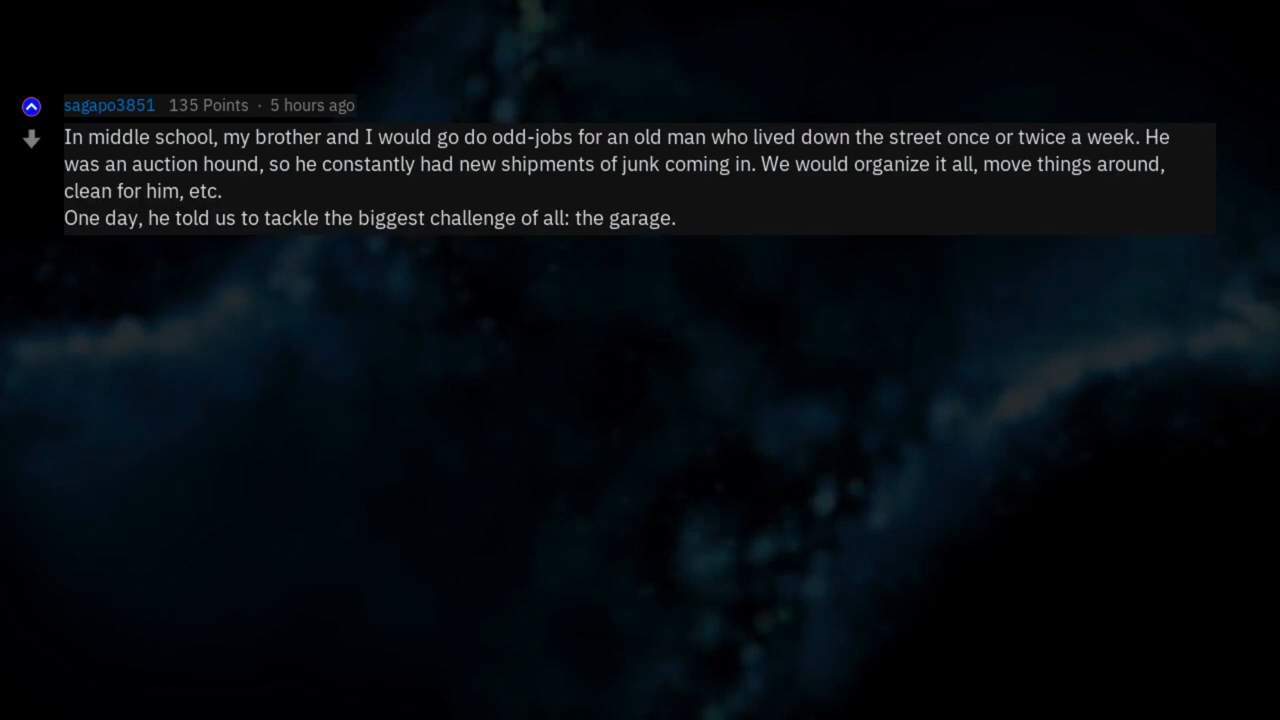 sagapo3851 135 Points · 5 hours ago
In middle school, my brother and I would go do odd-jobs for an old man who lived down the street once or twice a week. He
was an auction hound, so he constantly had new shipments of junk coming in. We would organize it all, move things around,
clean for him, etc.
One day, he told us to tackle the biggest challenge of all: the garage.